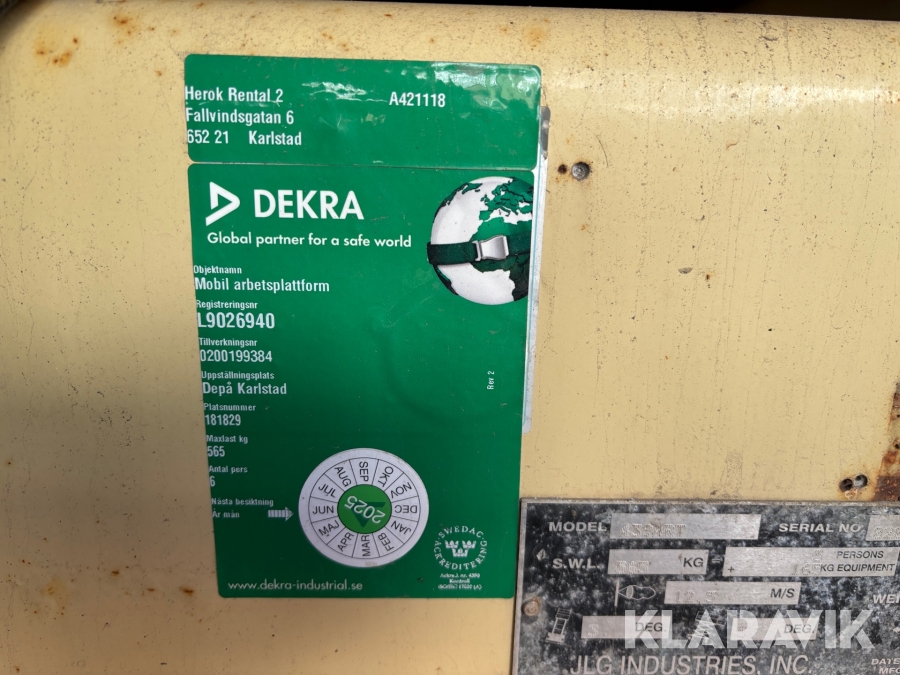 Herok Rental 2 A421118
Fallvindsgatan 6
652 21 Karlstad
DEKRA
Global partner for a safe world
Objektnamn
Mobil arbetsplattform
Registreringsnr
L9026940
Tillverkningsnr
0200199384
Uppställningsplats
Depå Karlstad
Platsnummer
181829
Maxlast kg
565
Antal pers
6
Rev 2
Nästa besiktning
År mån
2025
JAN
FEB
MAR
APR
MAJ
JUN
JUL
AUG
SEP
OKT
NOV
DEC
SWEDAC
ACKREDITERING
www.dekra-industrial.se
MODEL SERIAL NO
S.W.L. KG + PERSONS
KG EQUIPMENT
M/S
DEG. DEG.
JLG INDUSTRIES, INC.
KLARAVIK